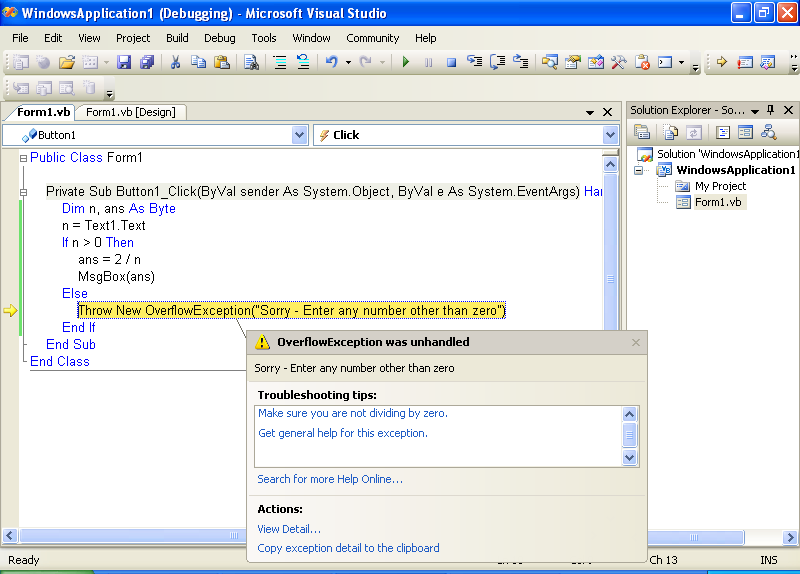 WindowsApplication1 (Debugging) - Microsoft Visual Studio
File Edit View Project Build Debug Tools Window Community Help
Form1.vb Form1.vb [Design]
Button1 Click
Public Class Form1
Private Sub Button1_Click(ByVal sender As System.Object, ByVal e As System.EventArgs) Han
Dim n, ans As Byte
n = Text1.Text
If n > 0 Then
ans = 2 / n
MsgBox(ans)
Else
Throw New OverflowException("Sorry - Enter any number other than zero")
End If
End Sub
End Class
OverflowException was unhandled
Sorry - Enter any number other than zero
Troubleshooting tips:
Make sure you are not dividing by zero.
Get general help for this exception.
Search for more Help Online...
Actions:
View Detail...
Copy exception detail to the clipboard
Solution Explorer - So...
Solution 'WindowsApplication1
WindowsApplication1
My Project
Form1.vb
Ready Ch 13 INS